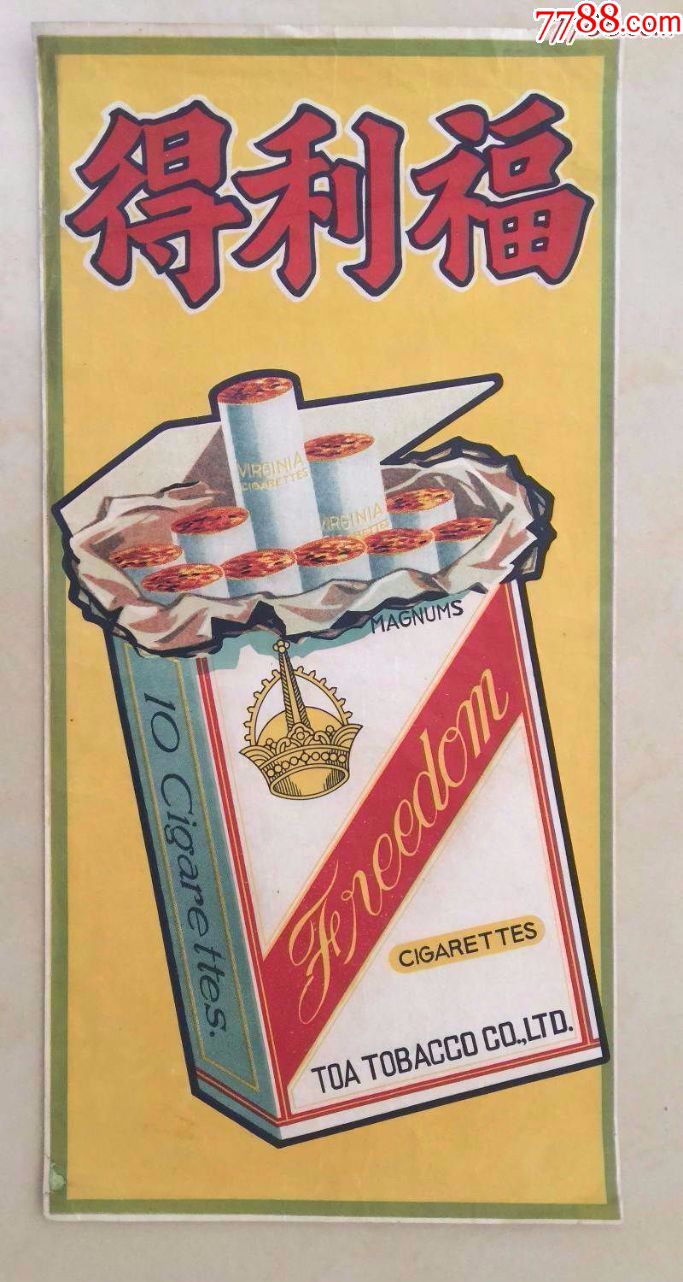 7788.com
得利福
VIRGINIA
CIGARETTES
VIRGINIA
MAGNUMS
10 Cigarettes.
Freedom
CIGARETTES
TOA TOBACCO CO.,LTD.